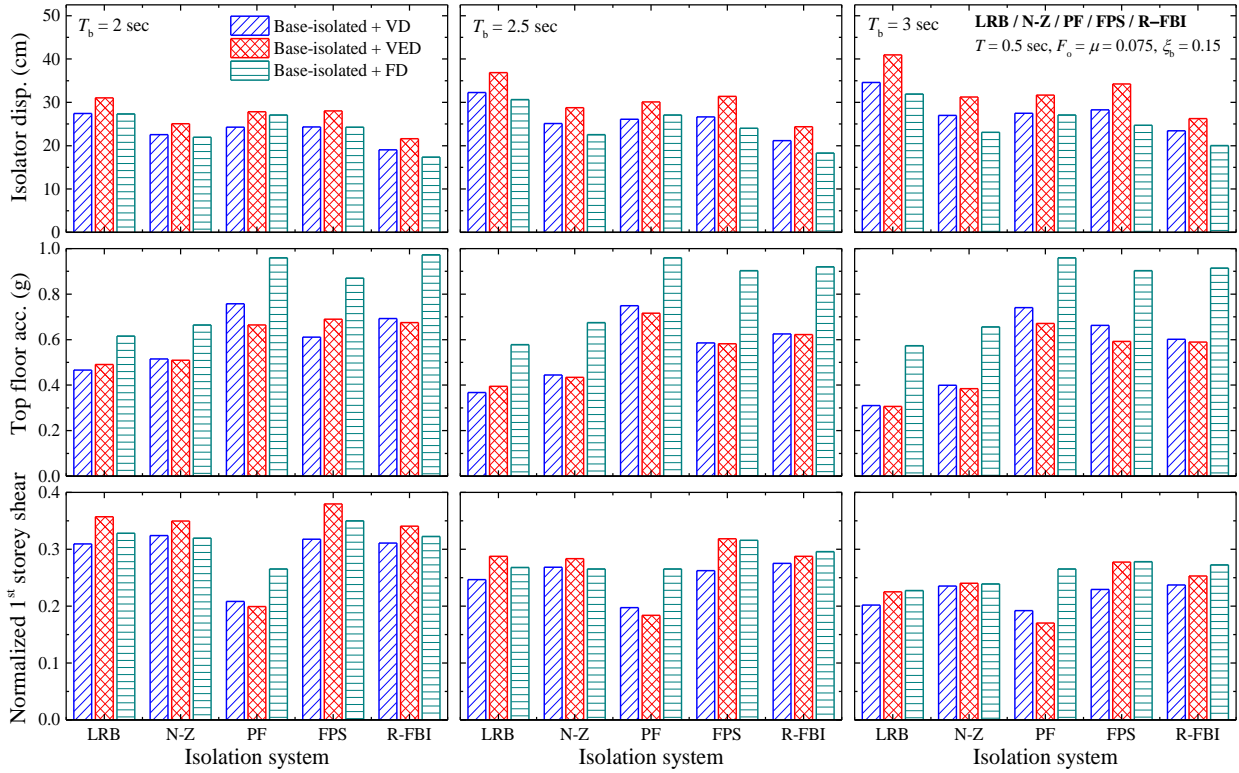 T_b = 2 sec
Base-isolated + VD
Base-isolated + VED
Base-isolated + FD
T_b = 2.5 sec
T_b = 3 sec
LRB / N-Z / PF / FPS / R–FBI
T = 0.5 sec, F_o = μ = 0.075, ξ_b = 0.15
Isolator disp. (cm)
50
40
30
20
10
0
Top floor acc. (g)
1.0
0.8
0.6
0.4
0.2
0.0
Normalized 1st storey shear
0.4
0.3
0.2
0.1
0.0
LRB N-Z PF FPS R-FBI
LRB N-Z PF FPS R-FBI
LRB N-Z PF FPS R-FBI
Isolation system
Isolation system
Isolation system